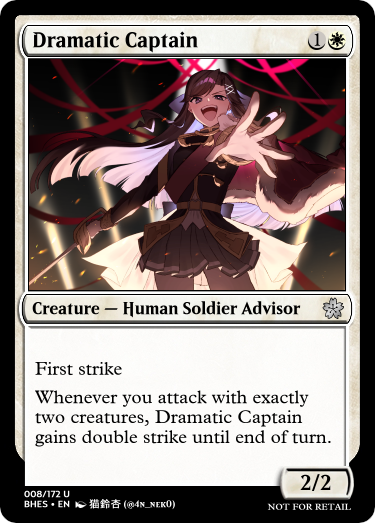 Dramatic Captain 1
Creature — Human Soldier Advisor
First strike
Whenever you attack with exactly
two creatures, Dramatic Captain
gains double strike until end of turn.
2/2
008/172 U
BHES • EN 猫鈴杏 (@4N_NEK0)
NOT FOR RETAIL